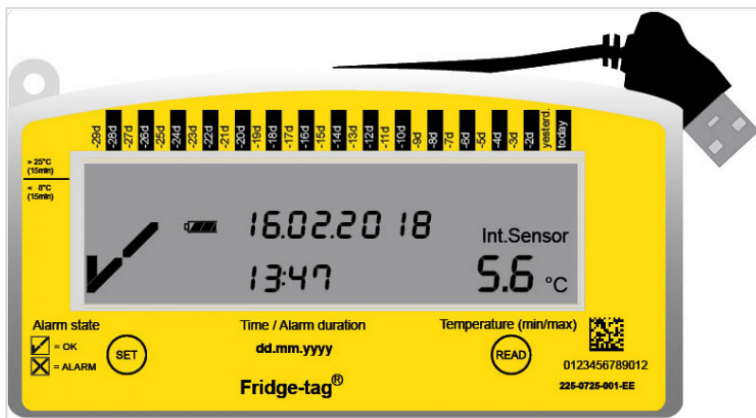 -29d -28d -27d -26d -25d -24d -23d -22d -21d -20d -19d -18d -17d -16d -15d -14d -13d -12d -11d -10d -9d -8d -7d -6d -5d -4d -3d -2d yesterd. today
> 25°C
(15min)
< 8°C
(15min)
16.02.2018
Int.Sensor
13:47
5.6 °C
Alarm state
Time / Alarm duration
Temperature (min/max)
= OK
= ALARM
SET
dd.mm.yyyy
READ
Fridge-tag®
0123456789012
225-0725-001-EE